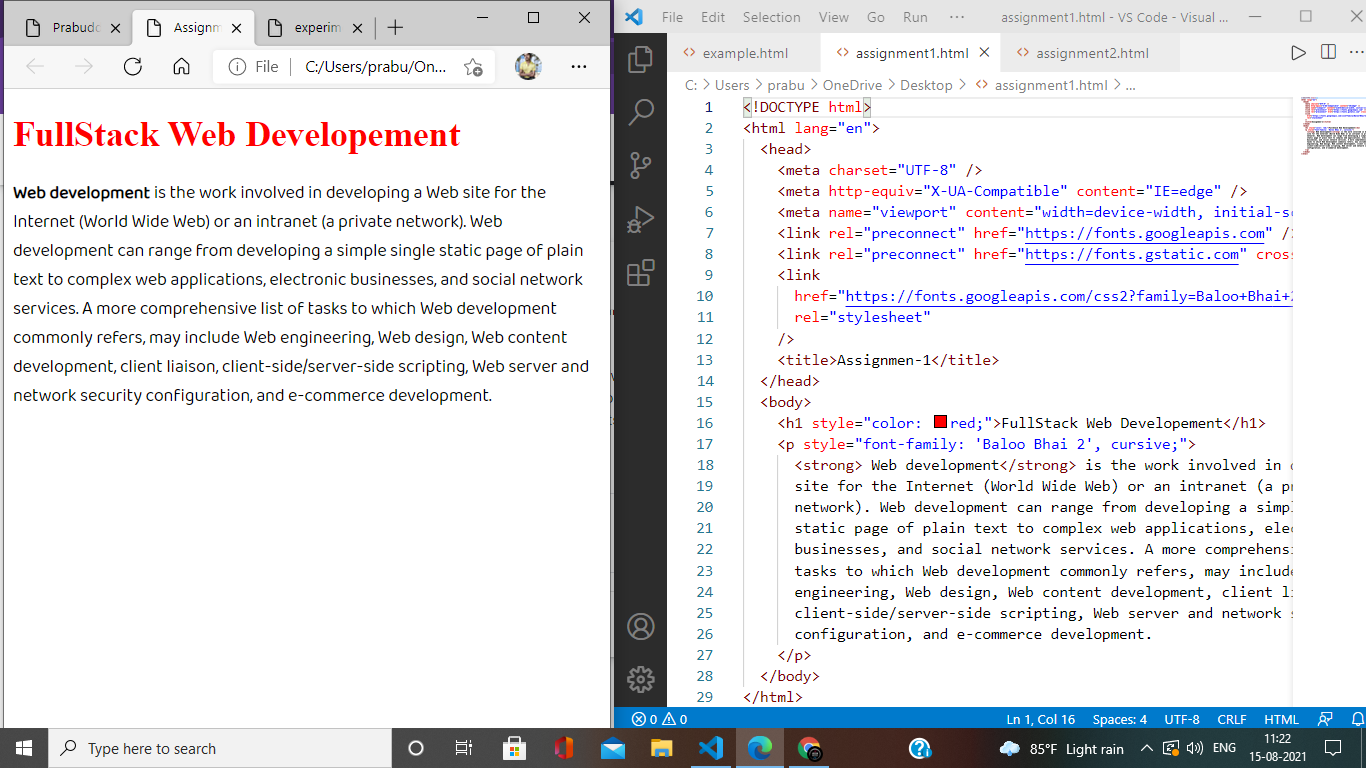 Prabudc
Assignm
experim
File
C:/Users/prabu/On...
FullStack Web Developement
Web development is the work involved in developing a Web site for the
Internet (World Wide Web) or an intranet (a private network). Web
development can range from developing a simple single static page of plain
text to complex web applications, electronic businesses, and social network
services. A more comprehensive list of tasks to which Web development
commonly refers, may include Web engineering, Web design, Web content
development, client liaison, client-side/server-side scripting, Web server and
network security configuration, and e-commerce development.
File Edit Selection View Go Run ··· assignment1.html - VS Code - Visual ...
example.html assignment1.html assignment2.html
C: > Users > prabu > OneDrive > Desktop > assignment1.html > ...
1 <!DOCTYPE html>
2 <html lang="en">
3 <head>
4 <meta charset="UTF-8" />
5 <meta http-equiv="X-UA-Compatible" content="IE=edge" />
6 <meta name="viewport" content="width=device-width, initial-sc
7 <link rel="preconnect" href="https://fonts.googleapis.com" />
8 <link rel="preconnect" href="https://fonts.gstatic.com" cross
9 <link
10 href="https://fonts.googleapis.com/css2?family=Baloo+Bhai+2
11 rel="stylesheet"
12 />
13 <title>Assignmen-1</title>
14 </head>
15 <body>
16 <h1 style="color: red;">FullStack Web Developement</h1>
17 <p style="font-family: 'Baloo Bhai 2', cursive;">
18 <strong> Web development</strong> is the work involved in
19 site for the Internet (World Wide Web) or an intranet (a pr
20 network). Web development can range from developing a simpl
21 static page of plain text to complex web applications, elec
22 businesses, and social network services. A more comprehensi
23 tasks to which Web development commonly refers, may include
24 engineering, Web design, Web content development, client li
25 client-side/server-side scripting, Web server and network s
26 configuration, and e-commerce development.
27 </p>
28 </body>
29 </html>
0 0 Ln 1, Col 16 Spaces: 4 UTF-8 CRLF HTML
Type here to search
85°F Light rain
ENG
11:22
15-08-2021